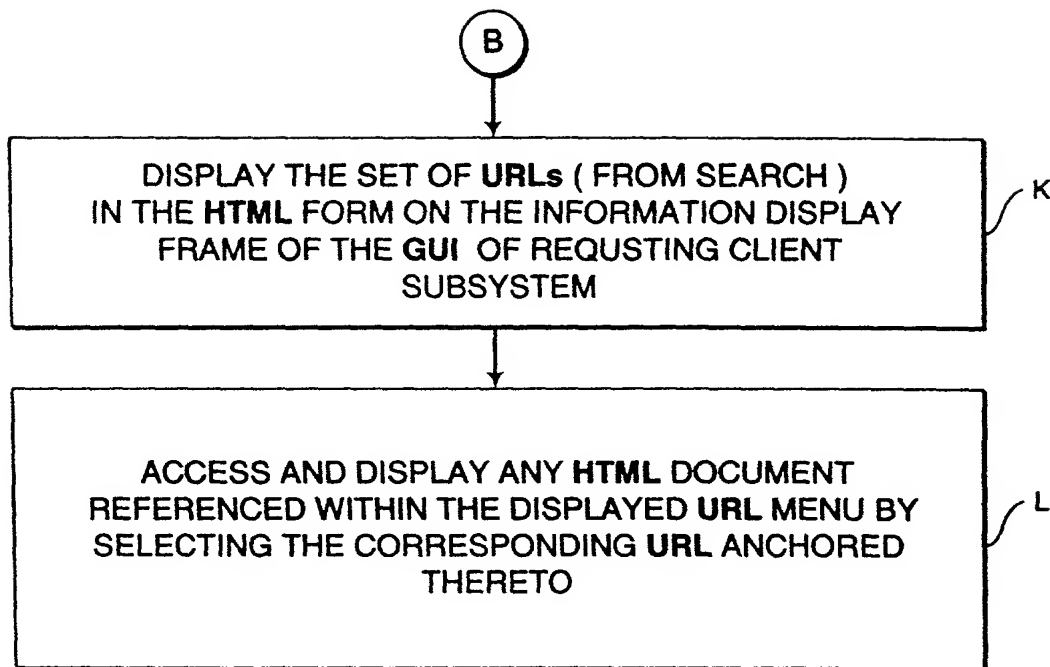 B
DISPLAY THE SET OF URLs ( FROM SEARCH )
IN THE HTML FORM ON THE INFORMATION DISPLAY
FRAME OF THE GUI OF REQUSTING CLIENT
SUBSYSTEM
K
ACCESS AND DISPLAY ANY HTML DOCUMENT
REFERENCED WITHIN THE DISPLAYED URL MENU BY
SELECTING THE CORRESPONDING URL ANCHORED
THERETO
L